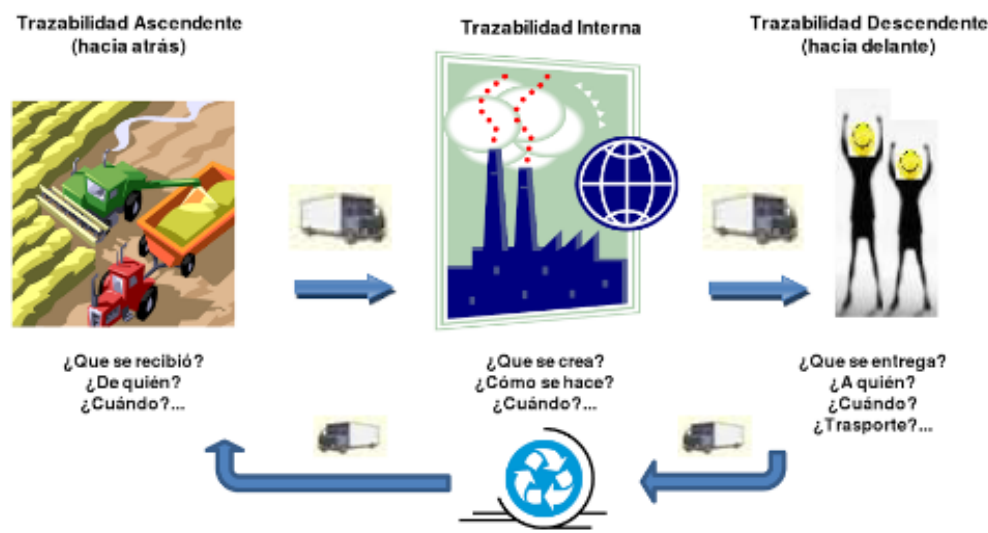 Trazabilidad Ascendente
(hacia atrás)
Trazabilidad Interna
Trazabilidad Descendente
(hacia delante)
¿Que se recibió?
¿De quién?
¿Cuándo?...
¿Que se crea?
¿Cómo se hace?
¿Cuándo?...
¿Que se entrega?
¿A quién?
¿Cuándo?
¿Trasporte?...